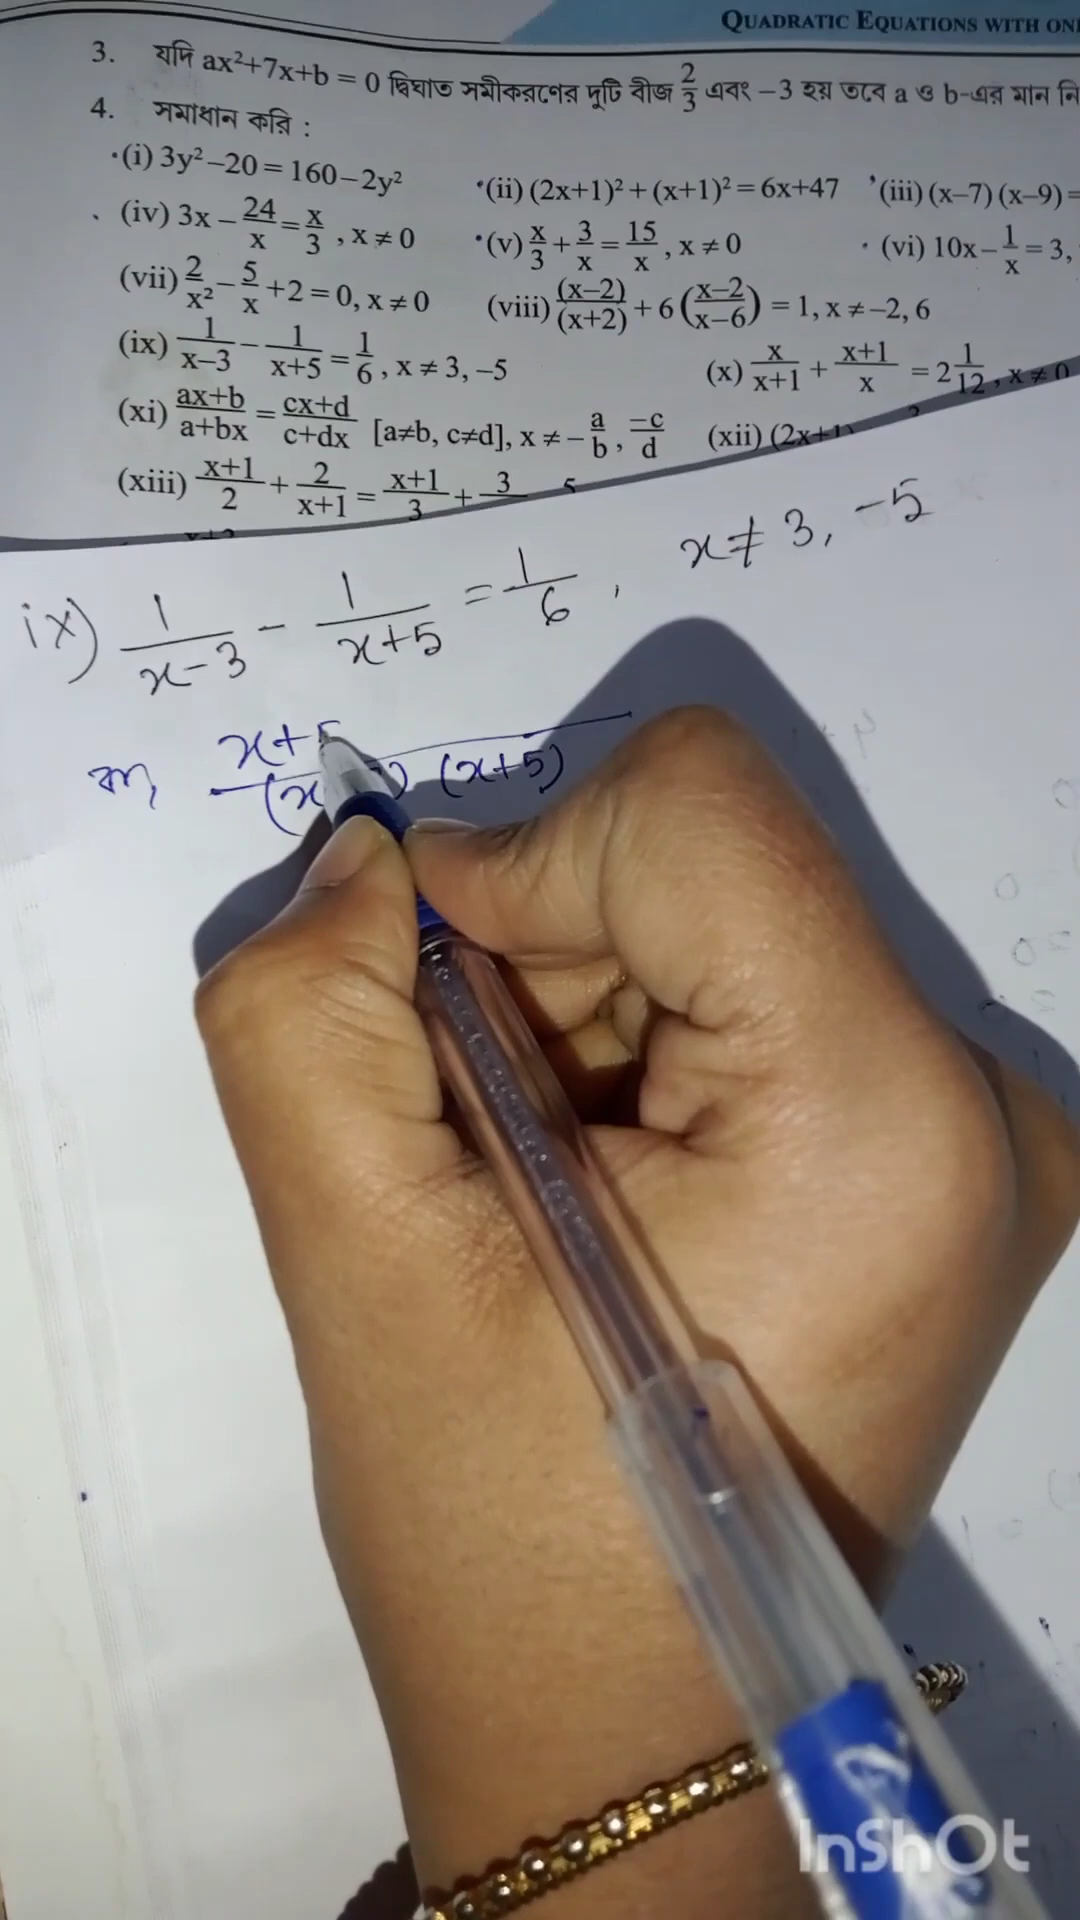 QUADRATIC EQUATIONS WITH ON
3. যদি ax²+7x+b = 0 দ্বিঘাত সমীকরণের দুটি বীজ 2/3 এবং –3 হয় তবে a ও b-এর মান নি
4. সমাধান করি :
(i) 3y²–20 = 160–2y² (ii) (2x+1)²+(x+1)² = 6x+47 (iii) (x–7)(x–9)=
(iv) 3x – 24/x = x/3 , x ≠ 0 (v) x/3 + 3/x = 15/x , x ≠ 0 (vi) 10x – 1/x = 3,
(vii) 2/x² – 5/x + 2 = 0, x ≠ 0 (viii) (x–2)/(x+2) + 6 (x–2/x–6) = 1, x ≠ –2, 6
(ix) 1/x–3 – 1/x+5 = 1/6 , x ≠ 3, –5 (x) x/x+1 + x+1/x = 2 1/12 , x ≠ 0
(xi) ax+b/a+bx = cx+d/c+dx [a≠b, c≠d], x ≠ – a/b , –c/d (xii) (2x+1)
(xiii) x+1/2 + 2/x+1 = x+1/3 + 3
ix) 1/x–3 – 1/x+5 = 1/6 , x ≠ 3, –5
বা, x+5
(x (x+5)
InShOt